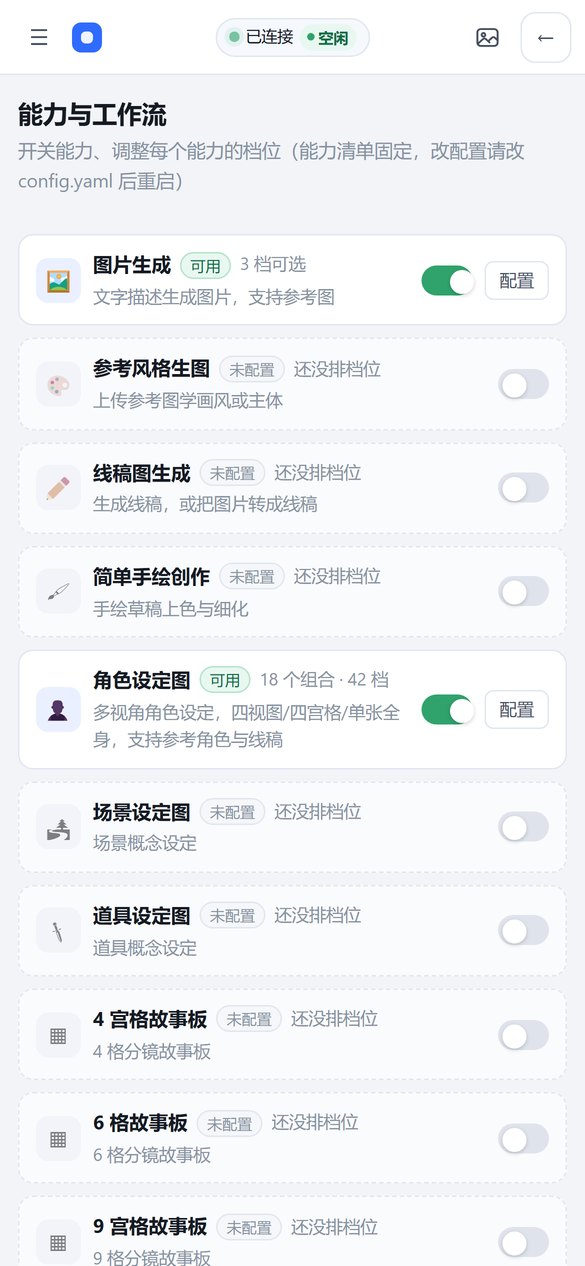 已连接 空闲
←
能力与工作流
开关能力、调整每个能力的档位（能力清单固定，改配置请改
config.yaml 后重启）
图片生成 可用 3 档可选
文字描述生成图片，支持参考图
配置
参考风格生图 未配置 还没排档位
上传参考图学画风或主体
线稿图生成 未配置 还没排档位
生成线稿，或把图片转成线稿
简单手绘创作 未配置 还没排档位
手绘草稿上色与细化
角色设定图 可用 18 个组合 · 42 档
多视角角色设定，四视图/四宫格/单张全
身，支持参考角色与线稿
配置
场景设定图 未配置 还没排档位
场景概念设定
道具设定图 未配置 还没排档位
道具概念设定
4 宫格故事板 未配置 还没排档位
4 格分镜故事板
6 格故事板 未配置 还没排档位
6 格分镜故事板
9 宫格故事板 未配置 还没排档位
9 格分镜故事板